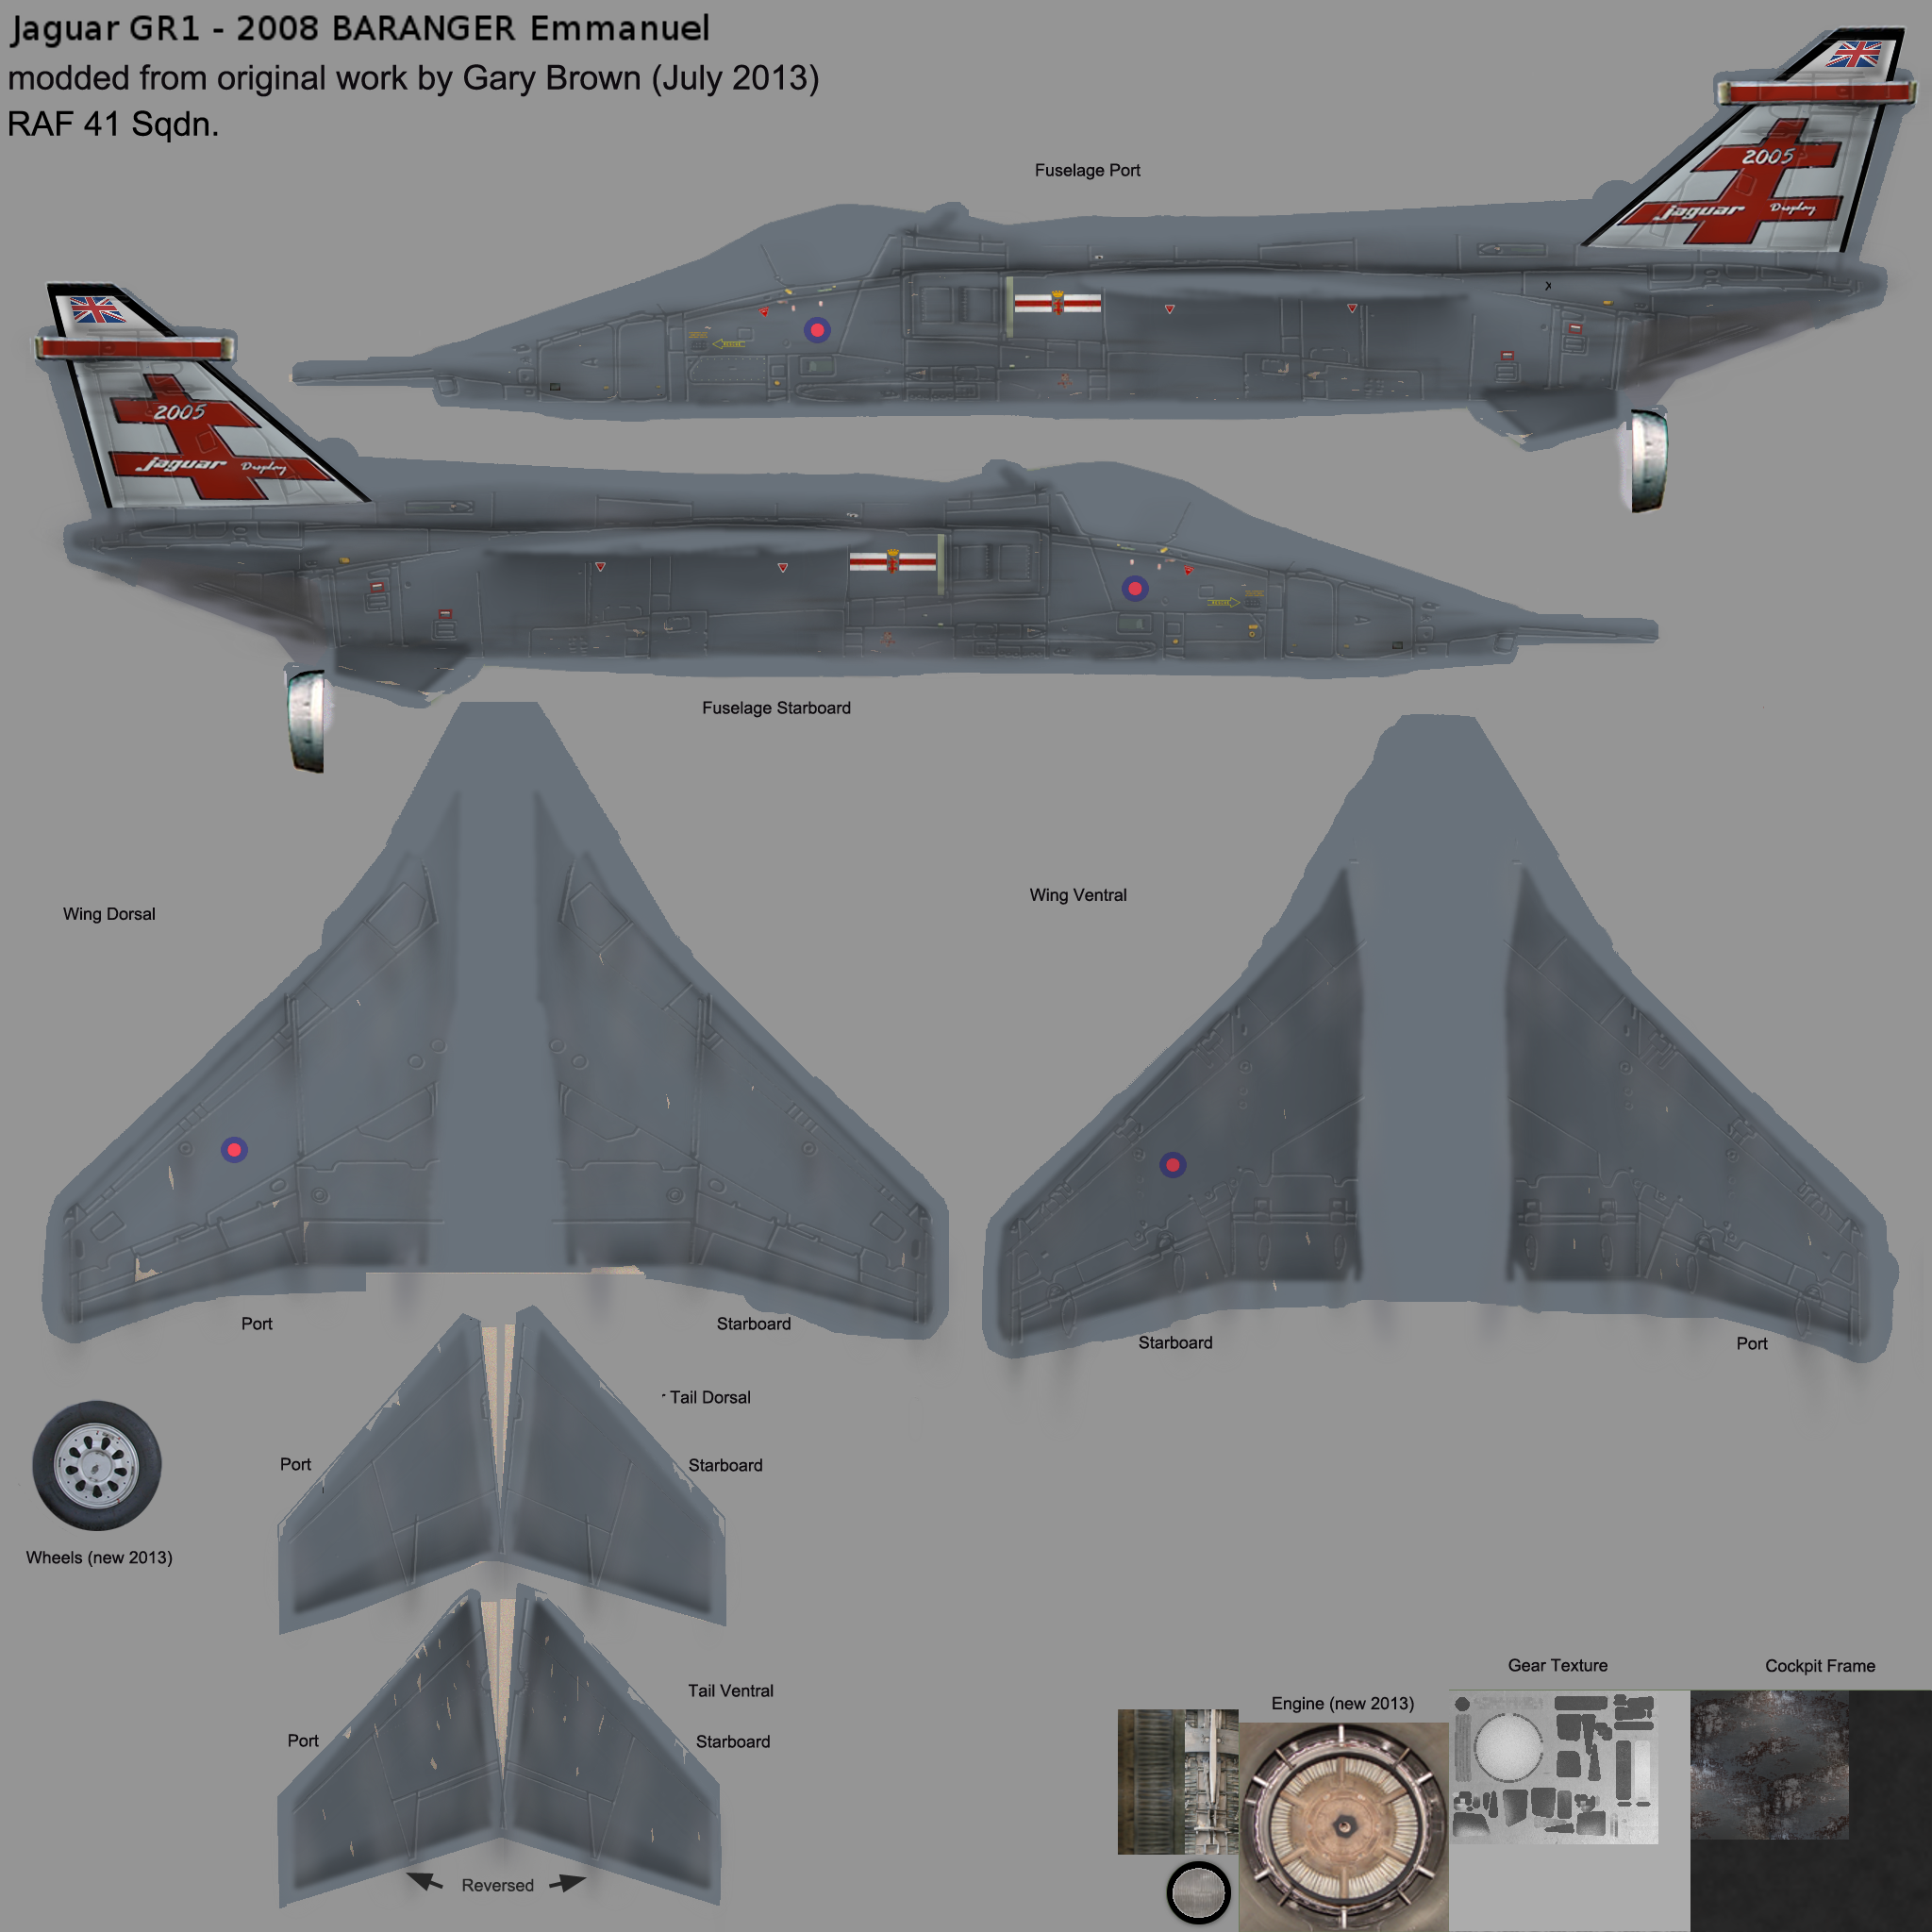 Jaguar GR1 - 2008 BARANGER Emmanuel
modded from original work by Gary Brown (July 2013)
RAF 41 Sqdn.
Fuselage Port
2005
jaguar Display
2005
jaguar Display
Fuselage Starboard
Wing Dorsal
Wing Ventral
Port
Starboard
Starboard
Port
Tail Dorsal
Port
Starboard
Wheels (new 2013)
Tail Ventral
Port
Starboard
Reversed
Engine (new 2013)
Gear Texture
Cockpit Frame